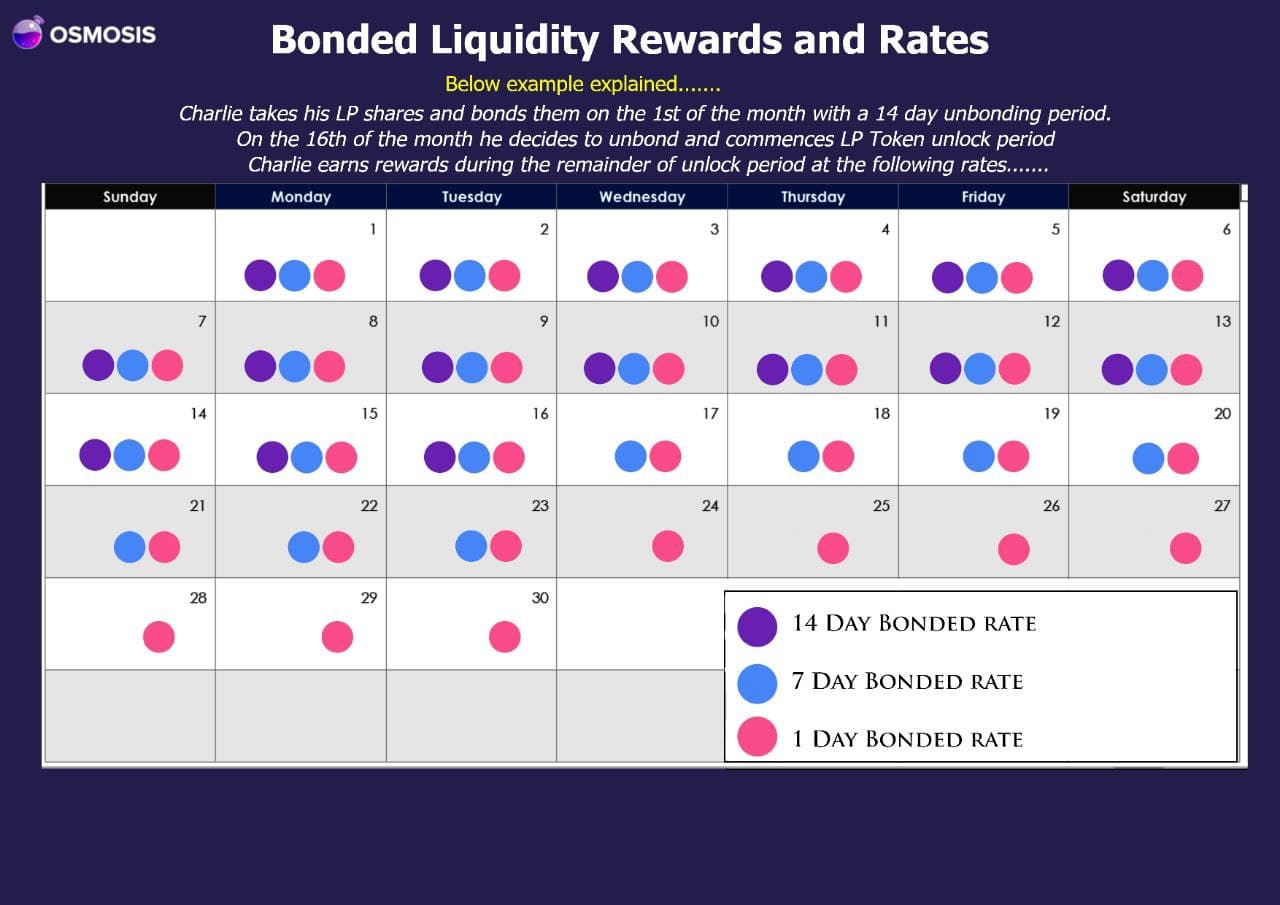 OSMOSIS
Bonded Liquidity Rewards and Rates
Below example explained.......
Charlie takes his LP shares and bonds them on the 1st of the month with a 14 day unbonding period.
On the 16th of the month he decides to unbond and commences LP Token unlock period
Charlie earns rewards during the remainder of unlock period at the following rates.......
Sunday Monday Tuesday Wednesday Thursday Friday Saturday
1 2 3 4 5 6
7 8 9 10 11 12 13
14 15 16 17 18 19 20
21 22 23 24 25 26 27
28 29 30
14 Day Bonded rate
7 Day Bonded rate
1 Day Bonded rate